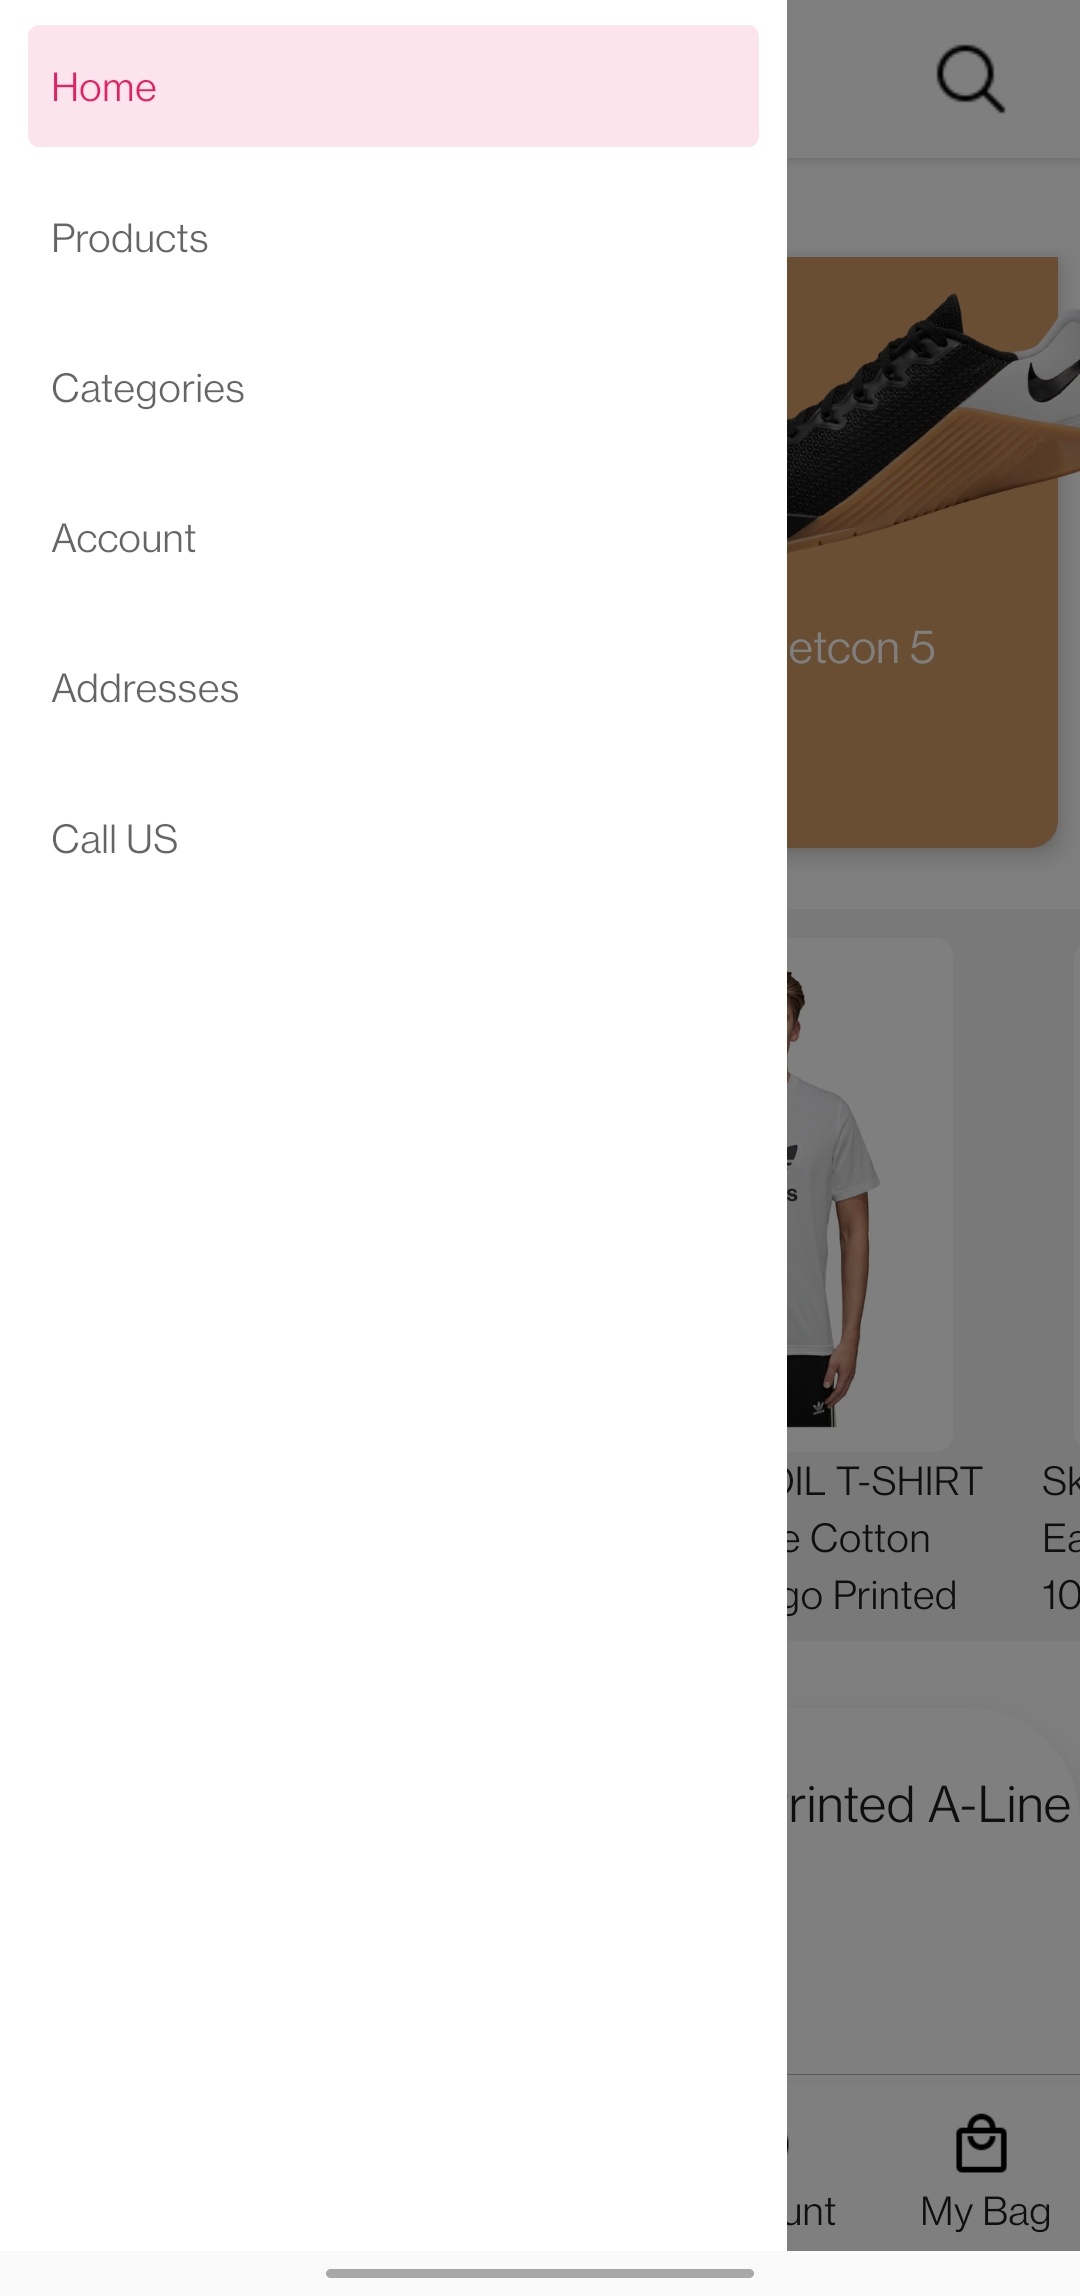 Home
Products
Categories
Account
Addresses
Call US
etcon 5
s
OIL T-SHIRT
e Cotton
go Printed
Sk
Ea
10
rinted A-Line
unt
My Bag